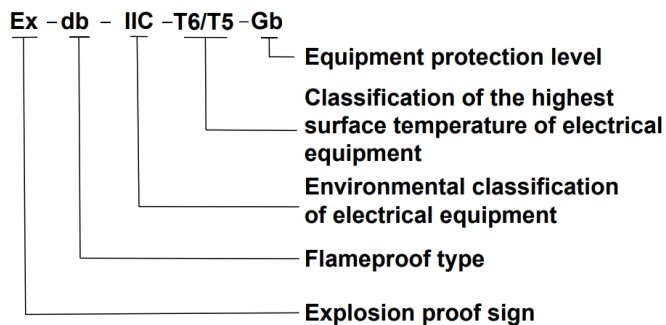 Ex - db - IIC - T6/T5 - Gb
Equipment protection level
Classification of the highest
surface temperature of electrical
equipment
Environmental classification
of electrical equipment
Flameproof type
Explosion proof sign